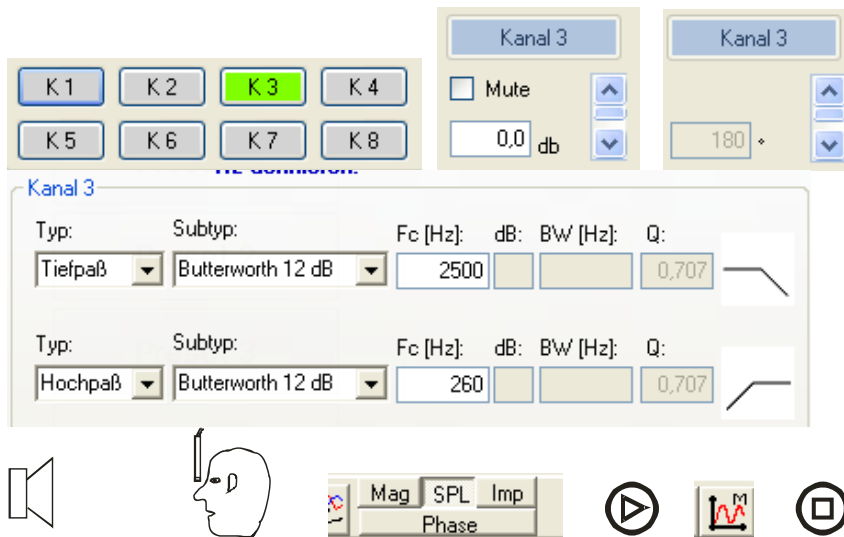 Kanal 3
Kanal 3
K 1 K 2 K 3 K 4
Mute
K 5 K 6 K 7 K 8
0,0 db
180 °
Hz definieren.
Kanal 3
Typ: Subtyp: Fc [Hz]: dB: BW [Hz]: Q:
Tiefpaß Butterworth 12 dB 2500 0,707
Typ: Subtyp: Fc [Hz]: dB: BW [Hz]: Q:
Hochpaß Butterworth 12 dB 260 0,707
Mag SPL Imp
Phase
M